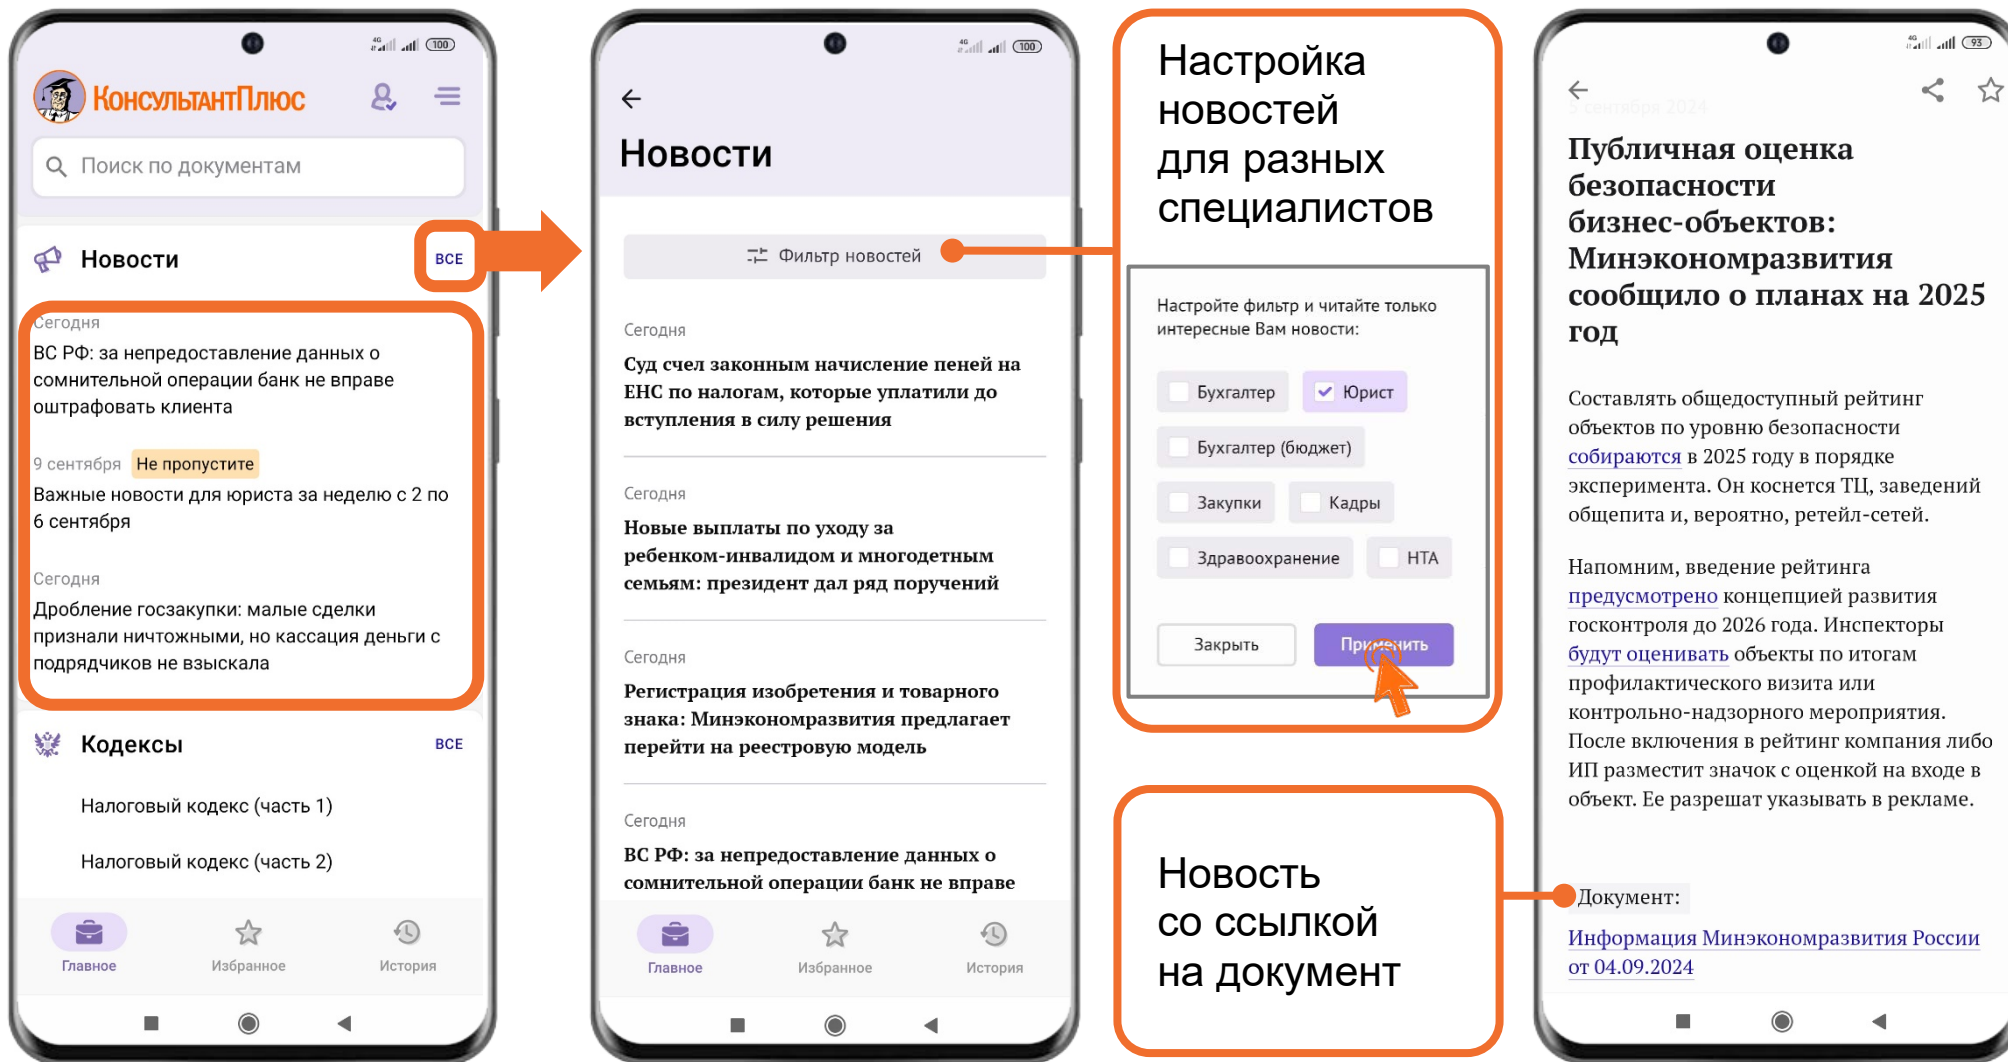 4G
100
КонсультантПлюс
Поиск по документам
Новости
ВСЕ
Сегодня
ВС РФ: за непредоставление данных о
сомнительной операции банк не вправе
оштрафовать клиента
9 сентября Не пропустите
Важные новости для юриста за неделю с 2 по
6 сентября
Сегодня
Дробление госзакупки: малые сделки
признали ничтожными, но кассация деньги с
подрядчиков не взыскала
Кодексы
ВСЕ
Налоговый кодекс (часть 1)
Налоговый кодекс (часть 2)
Главное
Избранное
История
4G
100
Новости
Фильтр новостей
Сегодня
Суд счел законным начисление пеней на
ЕНС по налогам, которые уплатили до
вступления в силу решения
Сегодня
Новые выплаты по уходу за
ребенком-инвалидом и многодетным
семьям: президент дал ряд поручений
Сегодня
Регистрация изобретения и товарного
знака: Минэкономразвития предлагает
перейти на реестровую модель
Сегодня
ВС РФ: за непредоставление данных о
сомнительной операции банк не вправе
Главное
Избранное
История
Настройка
новостей
для разных
специалистов
Настройте фильтр и читайте только
интересные Вам новости:
Бухгалтер
Юрист
Бухгалтер (бюджет)
Закупки
Кадры
Здравоохранение
НТА
Закрыть
Применить
Новость
со ссылкой
на документ
4G
93
5 сентября 2024
Публичная оценка
безопасности
бизнес-объектов:
Минэкономразвития
сообщило о планах на 2025
год
Составлять общедоступный рейтинг
объектов по уровню безопасности
собираются в 2025 году в порядке
эксперимента. Он коснется ТЦ, заведений
общепита и, вероятно, ретейл-сетей.
Напомним, введение рейтинга
предусмотрено концепцией развития
госконтроля до 2026 года. Инспекторы
будут оценивать объекты по итогам
профилактического визита или
контрольно-надзорного мероприятия.
После включения в рейтинг компания либо
ИП разместит значок с оценкой на входе в
объект. Ее разрешат указывать в рекламе.
Документ:
Информация Минэкономразвития России
от 04.09.2024